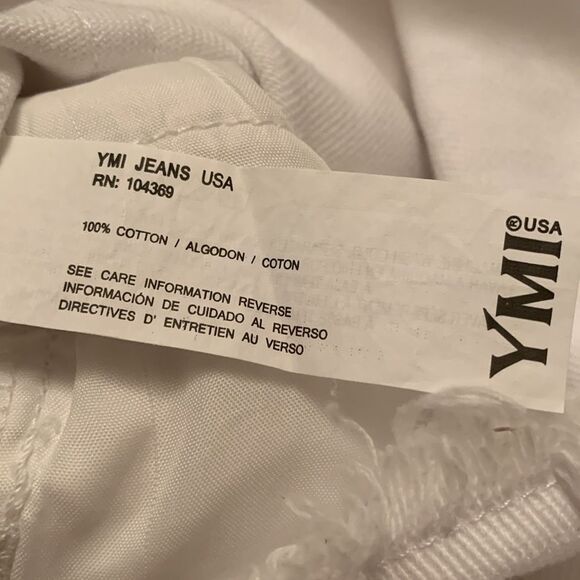 YMI JEANS USA
RN: 104369
100% COTTON / ALGODON / COTON
SEE CARE INFORMATION REVERSE
INFORMACIÓN DE CUIDADO AL REVERSO
DIRECTIVES D' ENTRETIEN AU VERSO
®USA
YMI